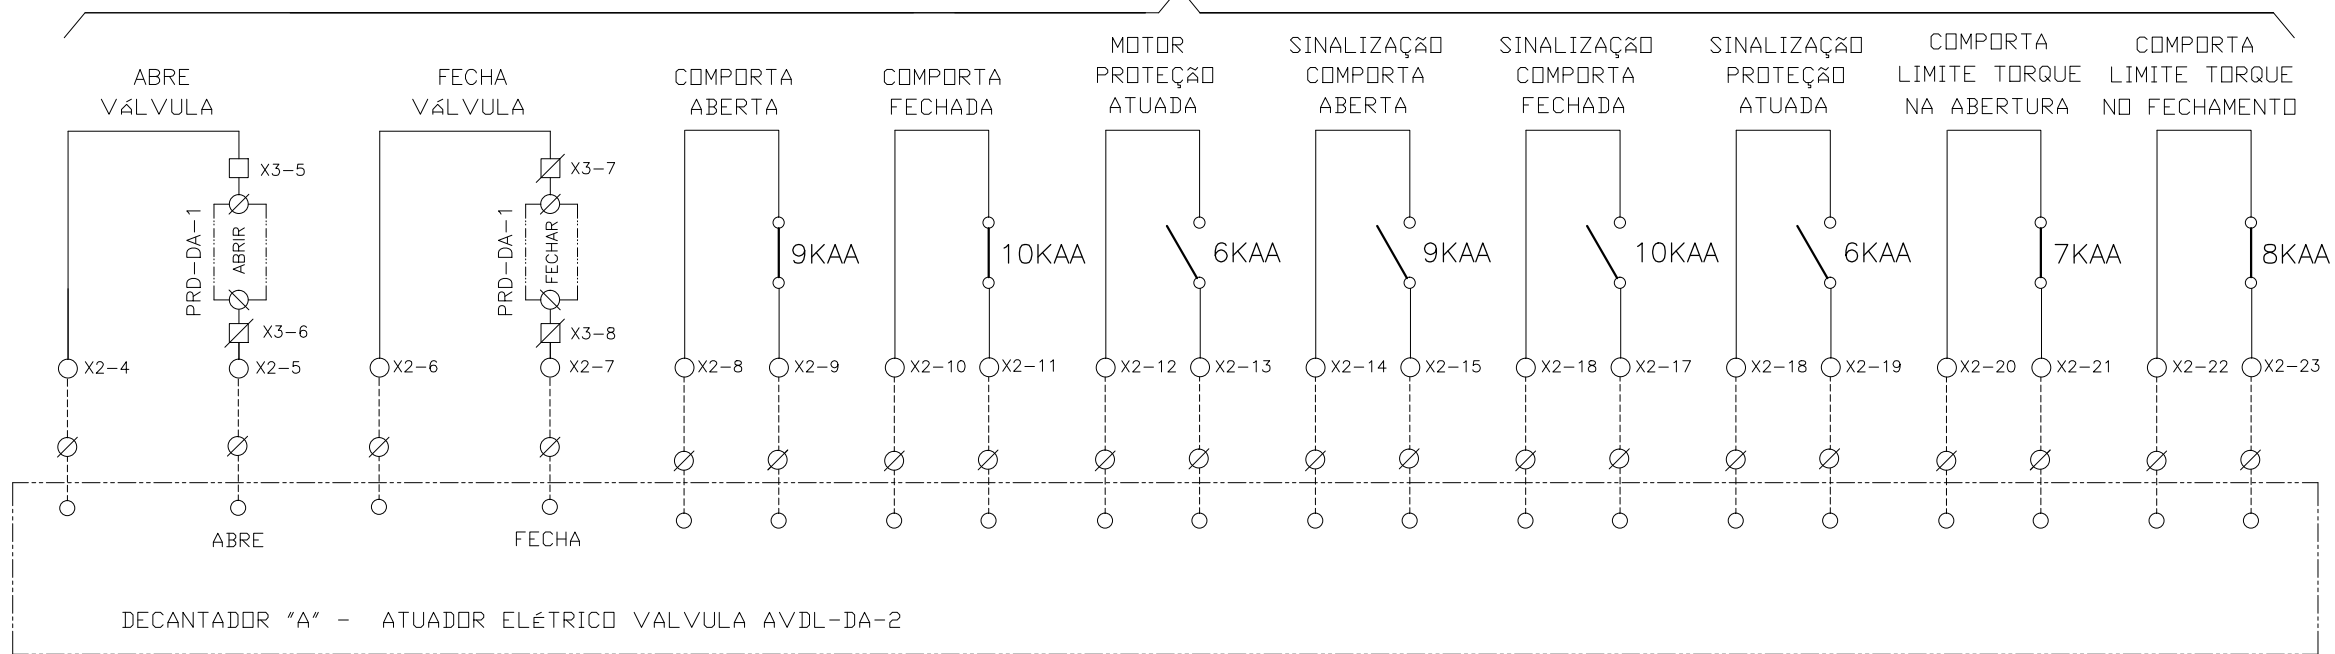 ABRE
VÁLVULA
FECHA
VÁLVULA
COMPORTA
ABERTA
COMPORTA
FECHADA
MOTOR
PROTEÇÃO
ATUADA
SINALIZAÇÃO
COMPORTA
ABERTA
SINALIZAÇÃO
COMPORTA
FECHADA
SINALIZAÇÃO
PROTEÇÃO
ATUADA
COMPORTA
LIMITE TORQUE
NA ABERTURA
COMPORTA
LIMITE TORQUE
NO FECHAMENTO
X3-5
X3-7
PRD-DA-1
ABRIR
PRD-DA-1
FECHAR
9KAA
10KAA
6KAA
9KAA
10KAA
6KAA
7KAA
8KAA
X3-6
X3-8
X2-4
X2-5
X2-6
X2-7
X2-8
X2-9
X2-10
X2-11
X2-12
X2-13
X2-14
X2-15
X2-18
X2-17
X2-18
X2-19
X2-20
X2-21
X2-22
X2-23
ABRE
FECHA
DECANTADOR "A" - ATUADOR ELÉTRICO VALVULA AVDL-DA-2